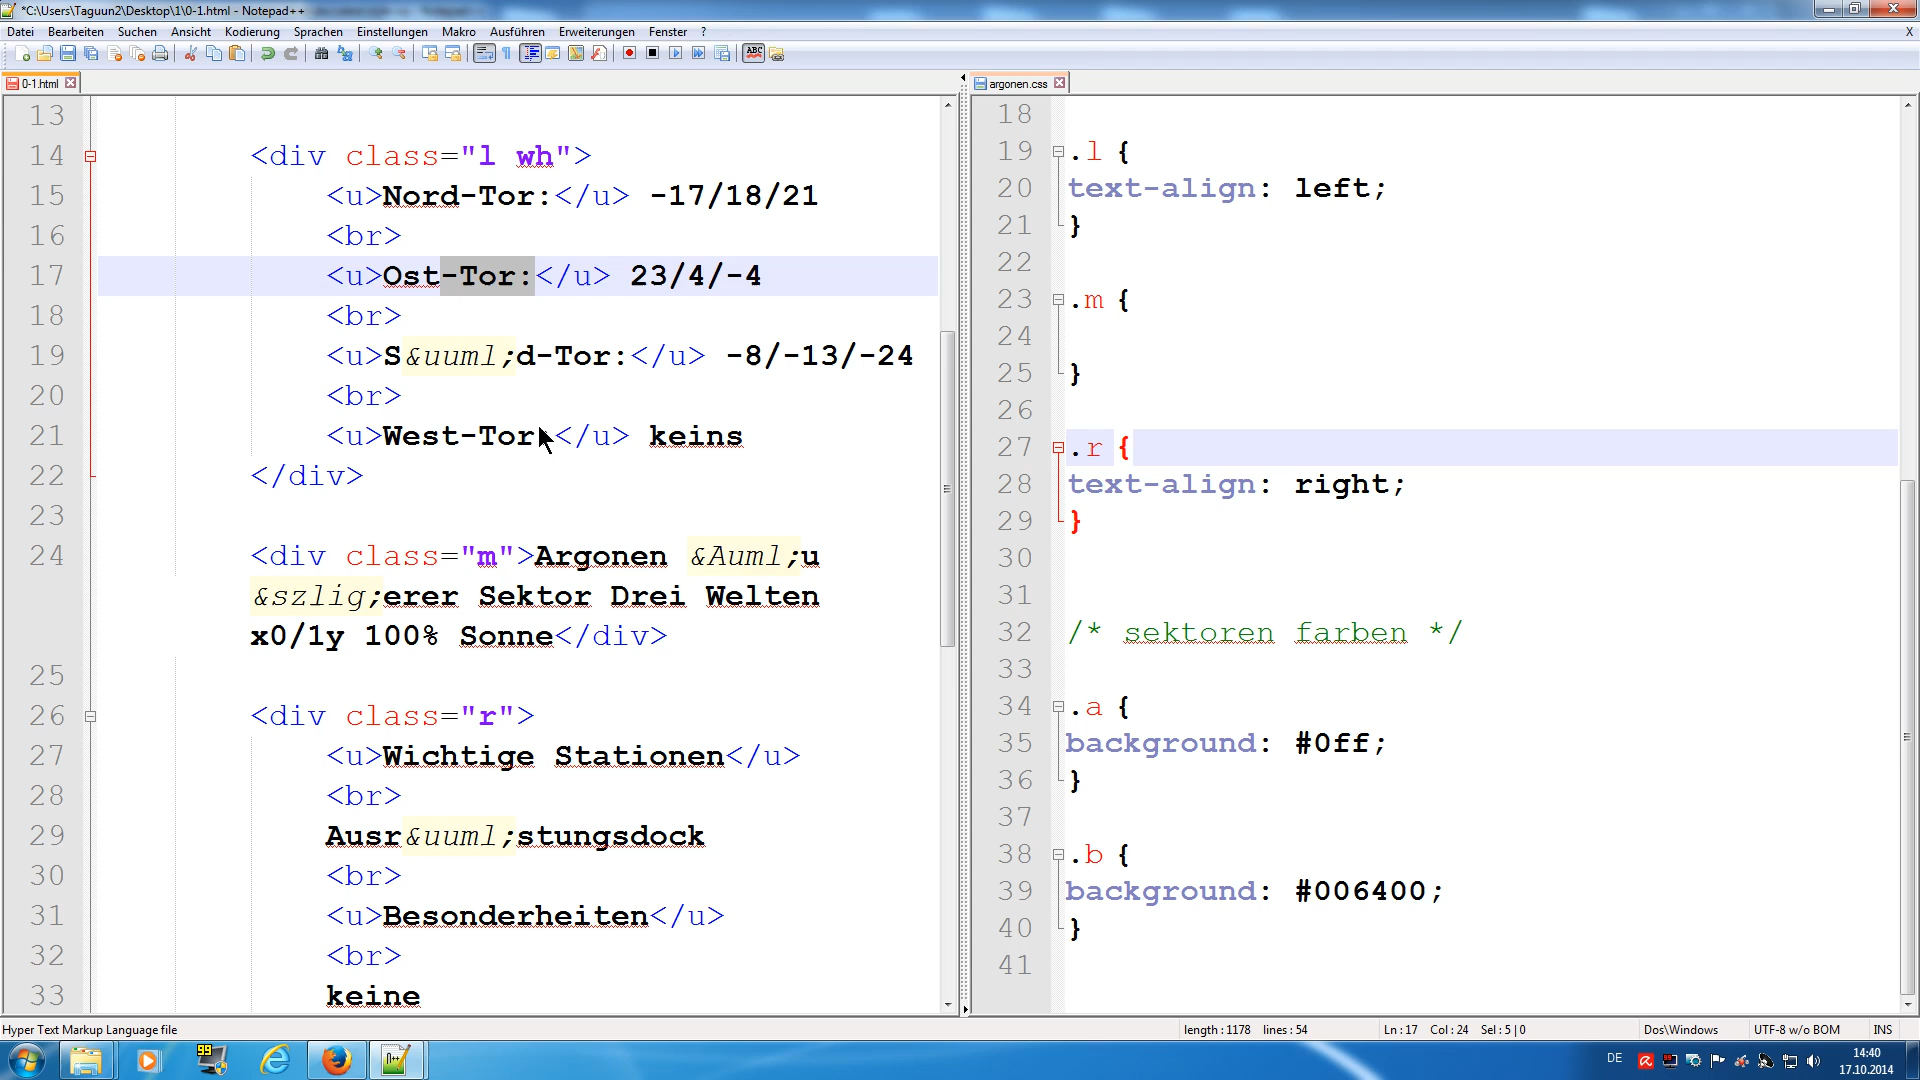 *C:\Users\Taguun2\Desktop\1\0-1.html - Notepad++
Datei Bearbeiten Suchen Ansicht Kodierung Sprachen Einstellungen Makro Ausführen Erweiterungen Fenster ? X
0-1.html
13
14 <div class="l wh">
15 <u>Nord-Tor:</u> -17/18/21
16 <br>
17 <u>Ost-Tor:</u> 23/4/-4
18 <br>
19 <u>S&uuml;d-Tor:</u> -8/-13/-24
20 <br>
21 <u>West-Tor:</u> keins
22 </div>
23
24 <div class="m">Argonen &Auml;u
&szlig;erer Sektor Drei Welten
x0/1y 100% Sonne</div>
25
26 <div class="r">
27 <u>Wichtige Stationen</u>
28 <br>
29 Ausr&uuml;stungsdock
30 <br>
31 <u>Besonderheiten</u>
32 <br>
33 keine
argonen.css
18
19 .l {
20 text-align: left;
21 }
22
23 .m {
24
25 }
26
27 .r {
28 text-align: right;
29 }
30
31
32 /* sektoren farben */
33
34 .a {
35 background: #0ff;
36 }
37
38 .b {
39 background: #006400;
40 }
41
Hyper Text Markup Language file length : 1178 lines : 54 Ln : 17 Col : 24 Sel : 5 | 0 Dos\Windows UTF-8 w/o BOM INS
99
DE
14:40
17.10.2014